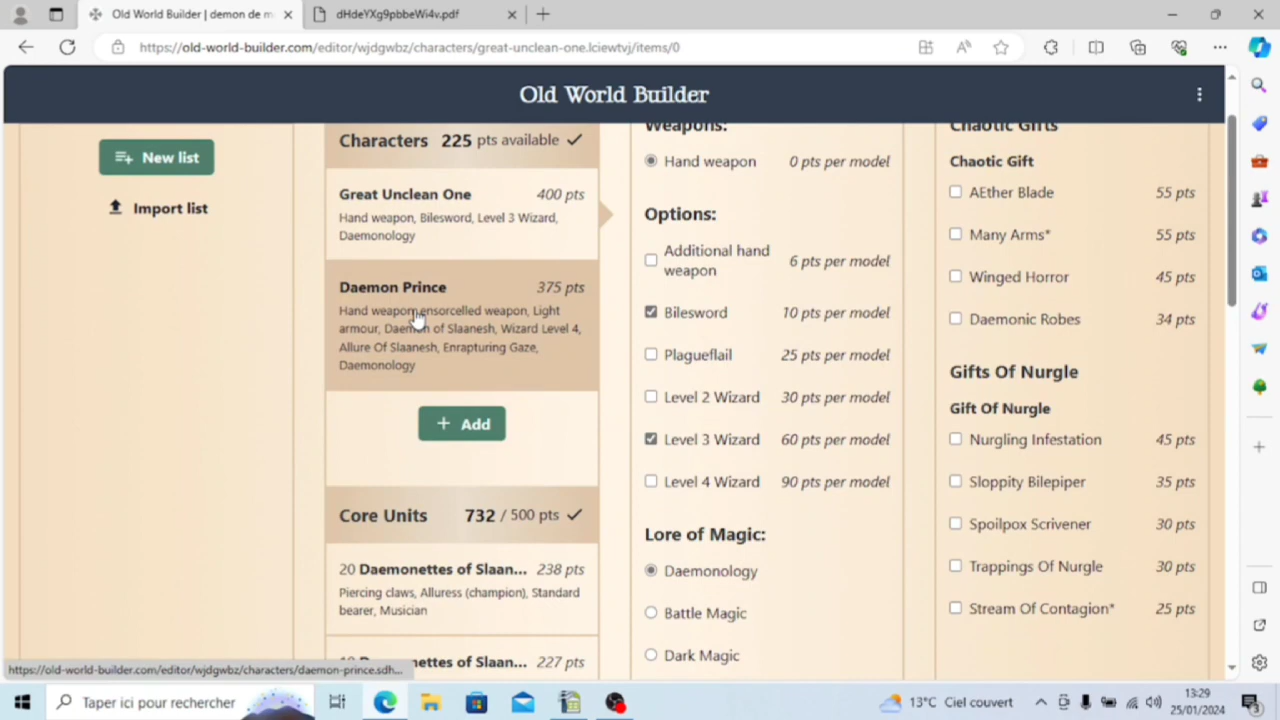 Old World Builder | demon de m
dHdeYXg9pbbeWi4v.pdf
https://old-world-builder.com/editor/wjdgwbz/characters/great-unclean-one.lciewtvj/items/0
Old World Builder
New list
Import list
Characters 225 pts available
Great Unclean One 400 pts
Hand weapon, Bilesword, Level 3 Wizard,
Daemonology
Daemon Prince 375 pts
Hand weapon, ensorcelled weapon, Light
armour, Daemon of Slaanesh, Wizard Level 4,
Allure Of Slaanesh, Enrapturing Gaze,
Daemonology
+ Add
Core Units 732 / 500 pts
20 Daemonettes of Slaan... 238 pts
Piercing claws, Alluress (champion), Standard
bearer, Musician
nettes of Slaan... 227 pts
https://old-world-builder.com/editor/wjdgwbz/characters/daemon-prince.sdh...
Weapons:
Hand weapon 0 pts per model
Options:
Additional hand
weapon 6 pts per model
Bilesword 10 pts per model
Plagueflail 25 pts per model
Level 2 Wizard 30 pts per model
Level 3 Wizard 60 pts per model
Level 4 Wizard 90 pts per model
Lore of Magic:
Daemonology
Battle Magic
Dark Magic
Chaotic Gifts
Chaotic Gift
AEther Blade 55 pts
Many Arms* 55 pts
Winged Horror 45 pts
Daemonic Robes 34 pts
Gifts Of Nurgle
Gift Of Nurgle
Nurgling Infestation 45 pts
Sloppity Bilepiper 35 pts
Spoilpox Scrivener 30 pts
Trappings Of Nurgle 30 pts
Stream Of Contagion* 25 pts
Taper ici pour rechercher
13°C Ciel couvert
13:29
25/01/2024